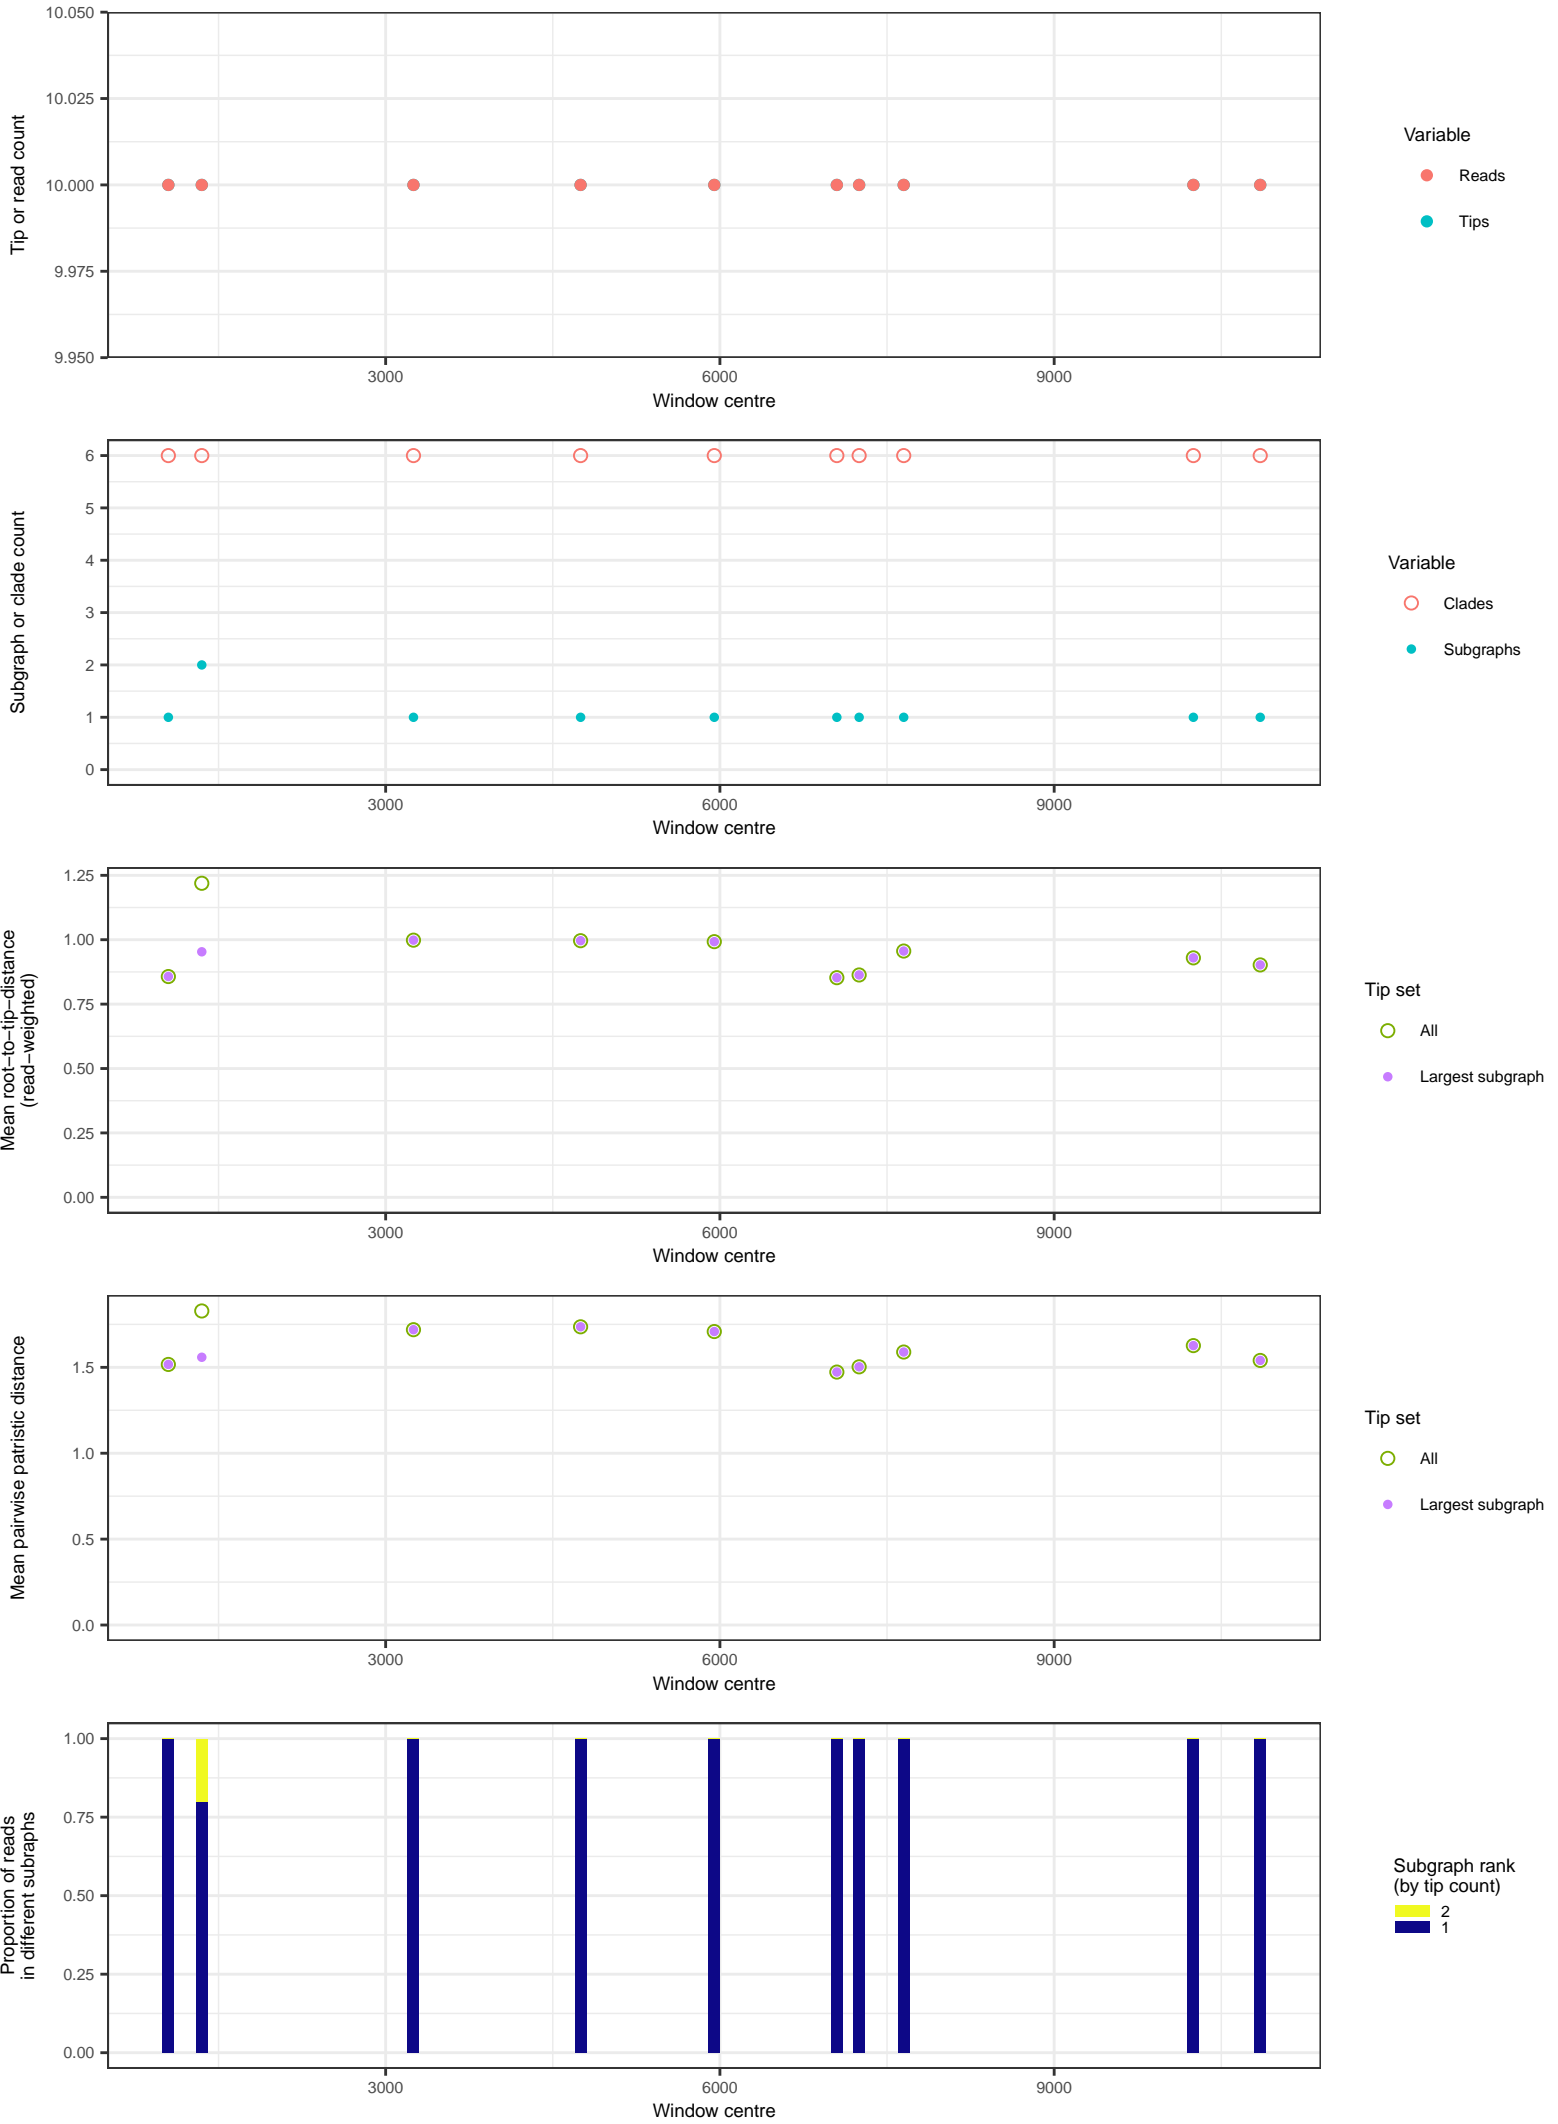 10.050
10.025
10.000
9.975
9.950
Tip or read count
3000 6000 9000
Window centre
Variable
Reads
Tips
6
5
4
3
2
1
0
Subgraph or clade count
3000 6000 9000
Window centre
Variable
Clades
Subgraphs
1.25
1.00
0.75
0.50
0.25
0.00
Mean root−to−tip−distance
(read−weighted)
3000 6000 9000
Window centre
Tip set
All
Largest subgraph
1.5
1.0
0.5
0.0
Mean pairwise patristic distance
3000 6000 9000
Window centre
Tip set
All
Largest subgraph
1.00
0.75
0.50
0.25
0.00
Proportion of reads
in different subraphs
3000 6000 9000
Window centre
Subgraph rank
(by tip count)
2
1